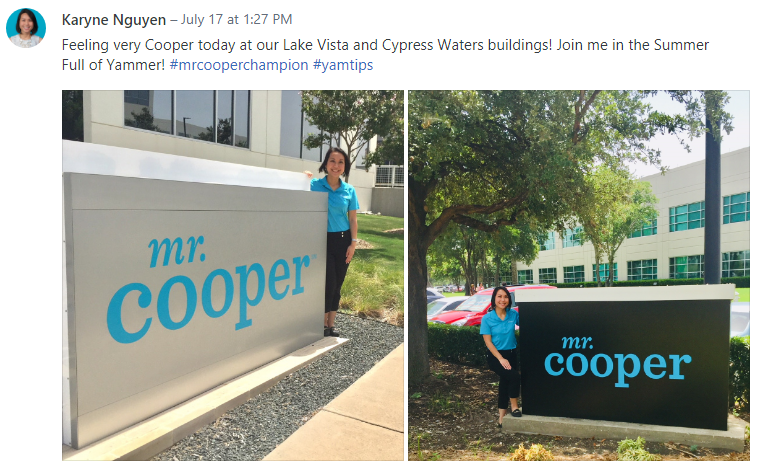 Karyne Nguyen – July 17 at 1:27 PM
Feeling very Cooper today at our Lake Vista and Cypress Waters buildings! Join me in the Summer
Full of Yammer! #mrcooperchampion #yamtips
mr.
cooper
mr.
cooper